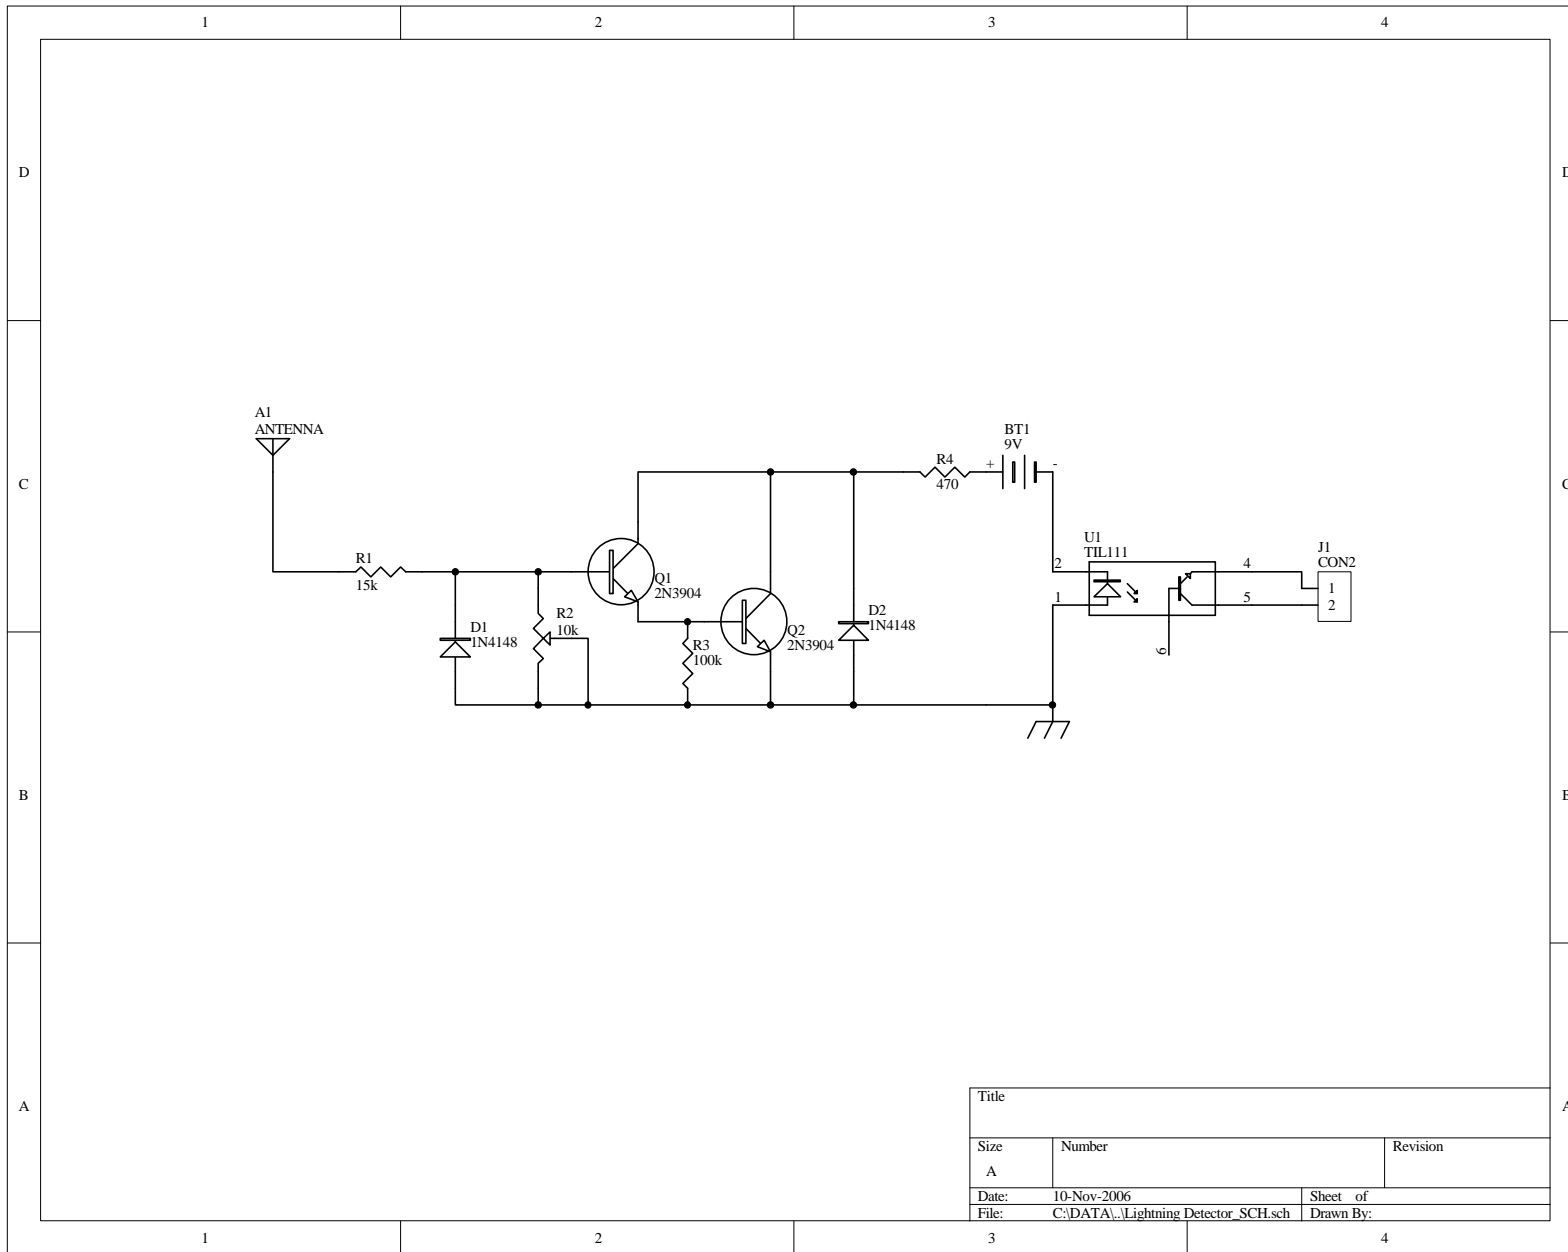 1 2 3 4
D D
A1
ANTENNA
BT1
9V
R4
+ -
470
C C
U1
TIL111
J1
CON2
R1
15k
2 4
1
1 5
2
6
Q1
2N3904
R2
10k
D1
1N4148
D2
1N4148
Q2
2N3904
R3
100k
B B
A A
Title
Size Number Revision
A
Date: 10-Nov-2006 Sheet of
File: C:\DATA\..\Lightning Detector_SCH.sch Drawn By:
1 2 3 4